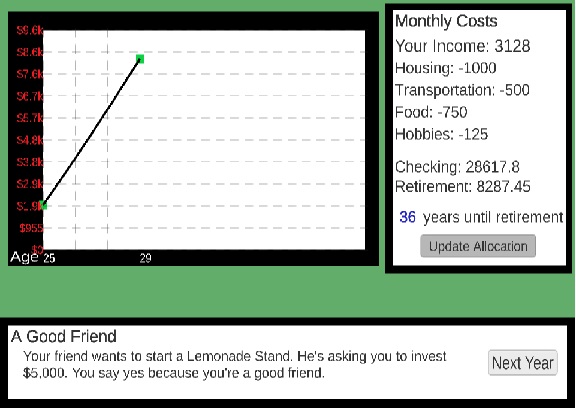 $9.6k
$8.6k
$7.6k
$6.7k
$5.7k
$4.8k
$3.8k
$2.9k
$1.9k
$955
$0
Age 25 29
Monthly Costs
Your Income: 3128
Housing: -1000
Transportation: -500
Food: -750
Hobbies: -125
Checking: 28617.8
Retirement: 8287.45
36 years until retirement
Update Allocation
A Good Friend
Your friend wants to start a Lemonade Stand. He's asking you to invest
$5,000. You say yes because you're a good friend.
Next Year